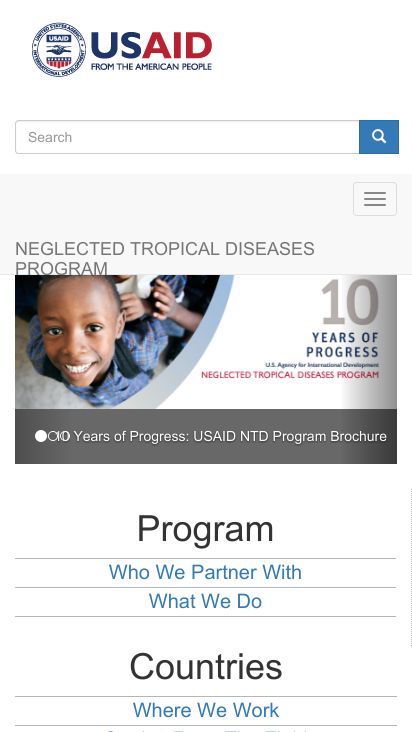 USAID
USAID
FROM THE AMERICAN PEOPLE
Search
NEGLECTED TROPICAL DISEASES
PROGRAM
10
YEARS OF
PROGRESS
U.S. Agency for International Development
NEGLECTED TROPICAL DISEASES PROGRAM
10 Years of Progress: USAID NTD Program Brochure
Program
Who We Partner With
What We Do
Countries
Where We Work